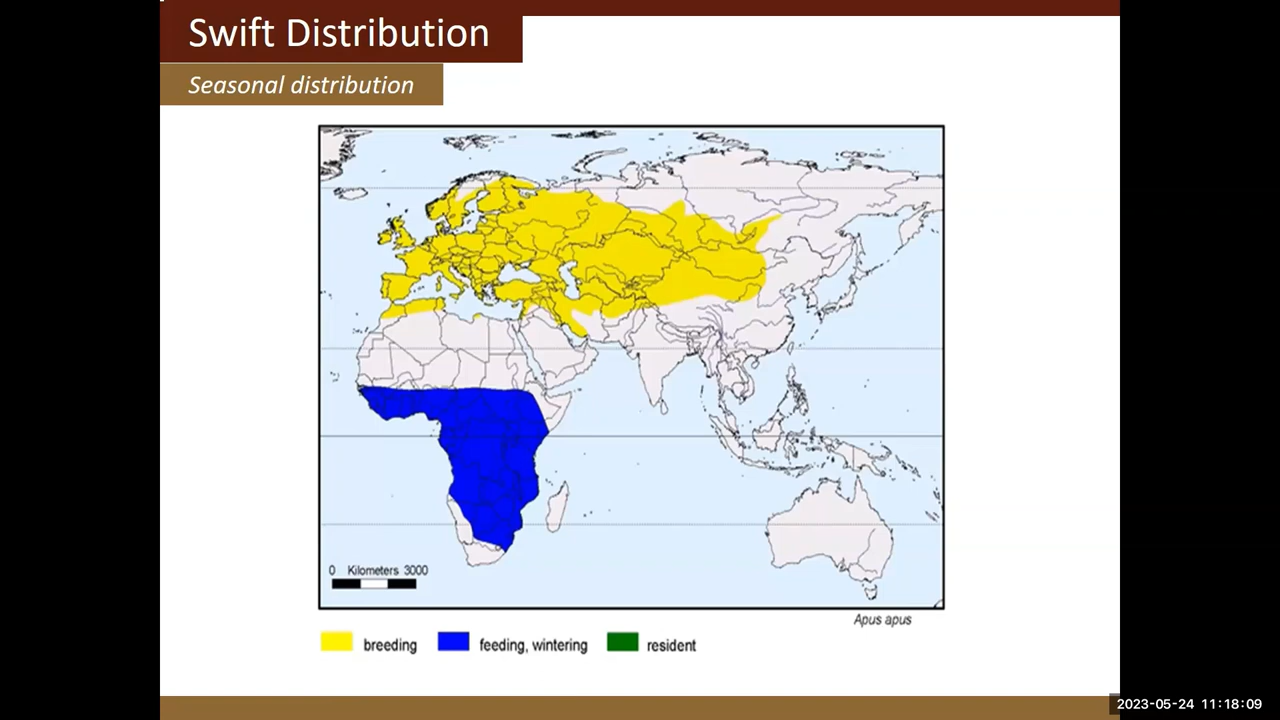 Swift Distribution
Seasonal distribution
0 Kilometers 3000
Apus apus
breeding feeding, wintering resident
2023-05-24 11:18:09